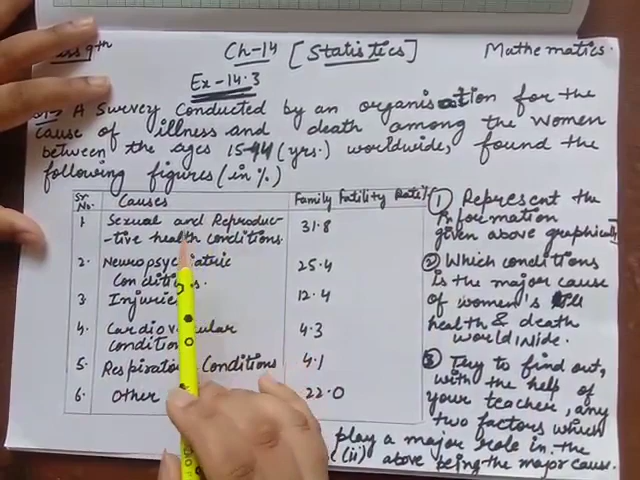 9th Ch-14 [Statistics] Mathematics.
Ex-14.3
A Survey Conducted by an organisation for the
cause of illness and death among the women
between the ages 15-44 (yrs.) worldwide, found the
following figures (in %)
Sr. No. Causes Family Fatility Rate %
1. Sexual and Reproduc-
-tive health conditions. 31.8
2. Neuropsychiatric
Conditions. 25.4
3. Injuries 12.4
4. Cardiovascular
condition 4.3
5. Respiratory Conditions 4.1
6. Other 22.0
① Represent the
information
given above graphically
② Which conditions
is the major cause
of women's ill
health & death
worldwide.
③ Try to find out,
with the help of
your teacher, any
two factors which
play a major role in the
(ii) above being the major cause.